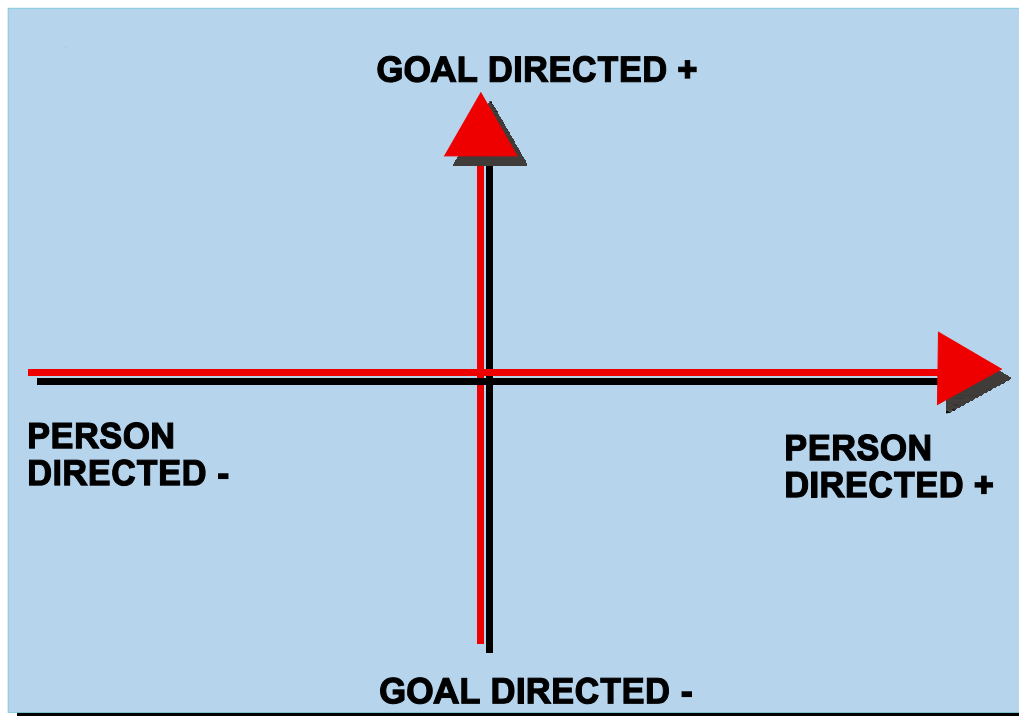 GOAL DIRECTED +
PERSON
DIRECTED -
PERSON
DIRECTED +
GOAL DIRECTED -